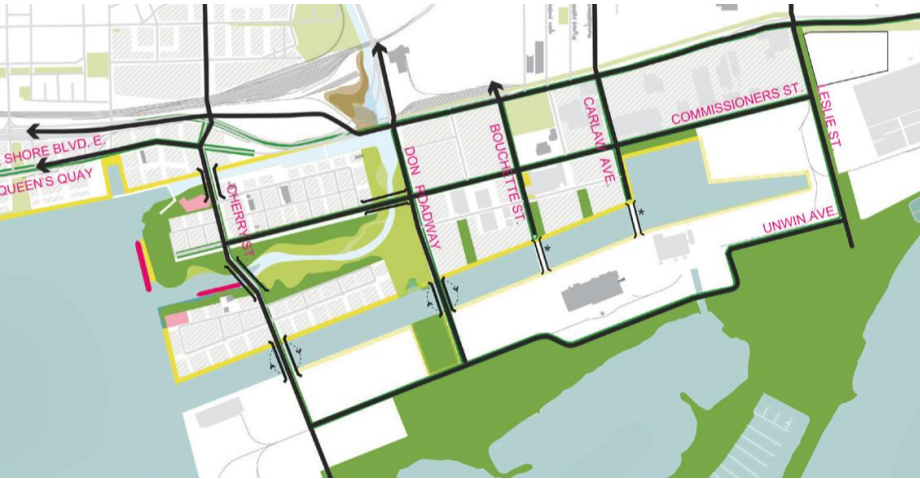 SHORE BLVD. E.
QUEEN'S QUAY
CHERRY ST.
DON ROADWAY
BOUCHETTE ST.
CARLAW AVE.
COMMISSIONERS ST.
LESLIE ST.
UNWIN AVE.
*
*